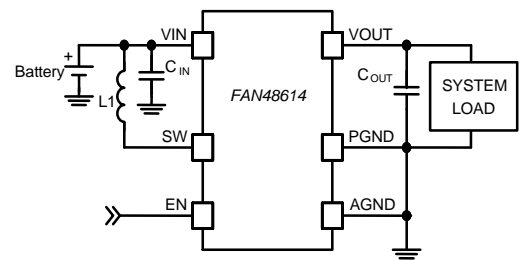 VIN
VOUT
+
Battery
C IN
C OUT
FAN48614
SYSTEM
LOAD
L1
SW
PGND
EN
AGND